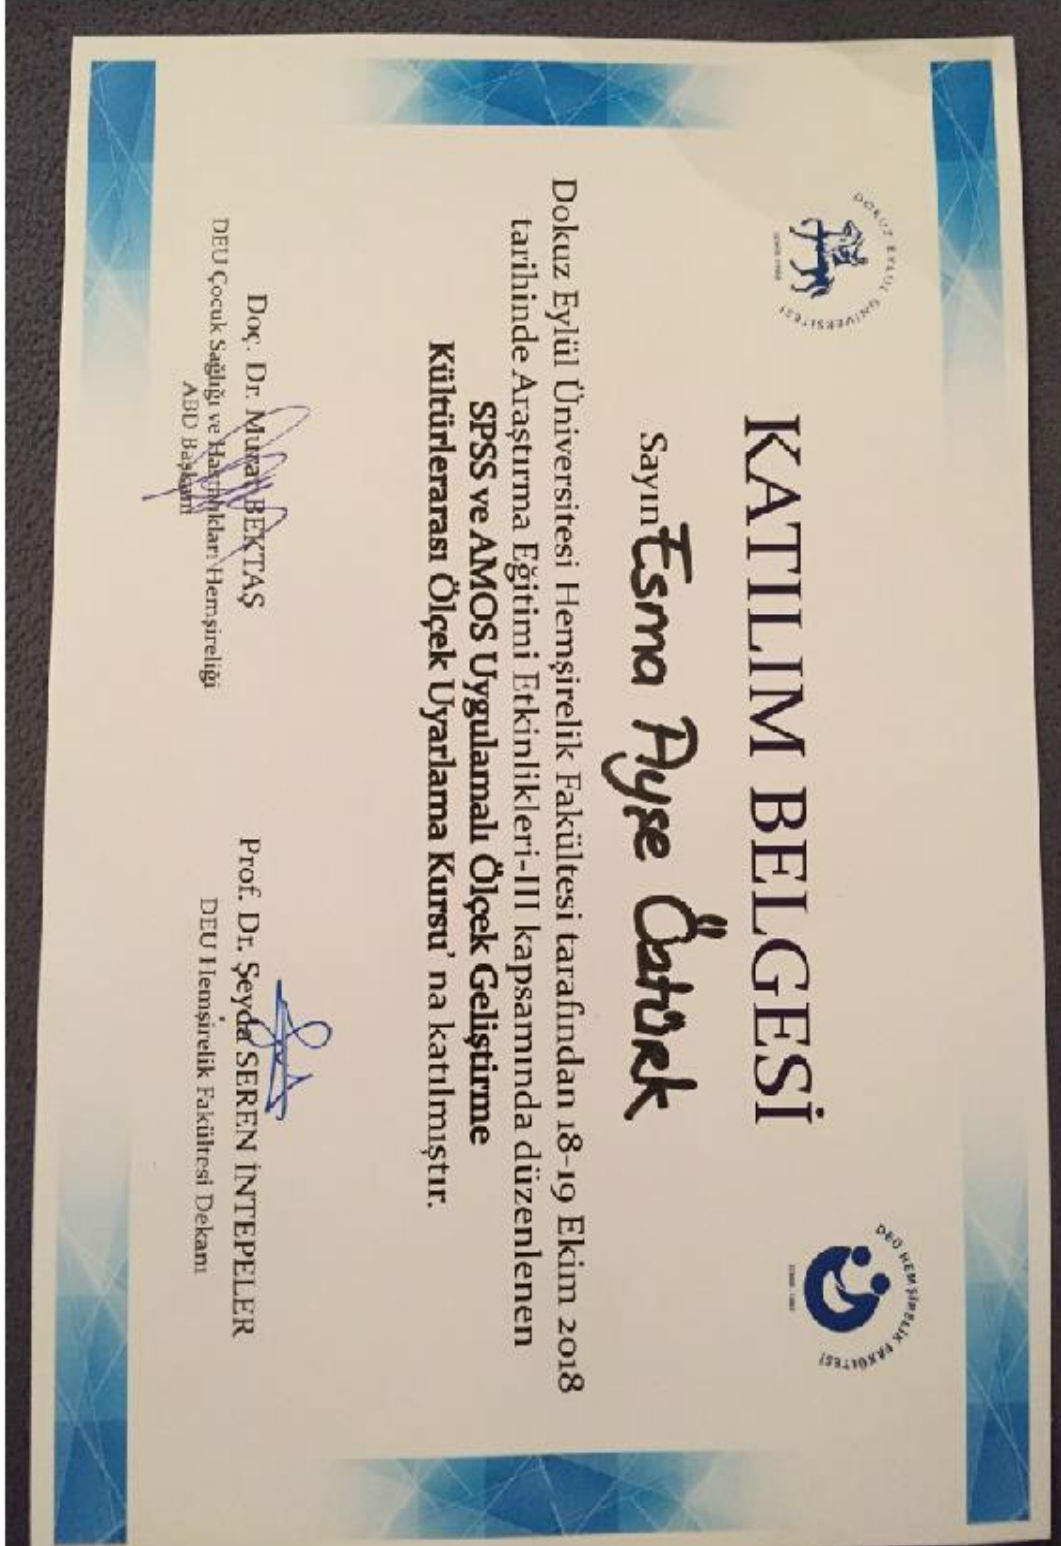 DOKUZ EYLÜL ÜNİVERSİTESİ
DEÜ HEMŞİRELİK FAKÜLTESİ
KATILIM BELGESİ
Sayın Esma Ayşe Öztürk
Dokuz Eylül Üniversitesi Hemşirelik Fakültesi tarafından 18-19 Ekim 2018
tarihinde Araştırma Eğitimi Etkinlikleri-III kapsamında düzenlenen
SPSS ve AMOS Uygulamalı Ölçek Geliştirme
Kültürlerarası Ölçek Uyarlama Kursu' na katılmıştır.
Doç. Dr. Murat BEKTAŞ
DEU Çocuk Sağlığı ve Hastalıkları Hemşireliği
ABD Başkanı
Prof. Dr. Şeyda SEREN İNTEPELER
DEU Hemşirelik Fakültesi Dekanı